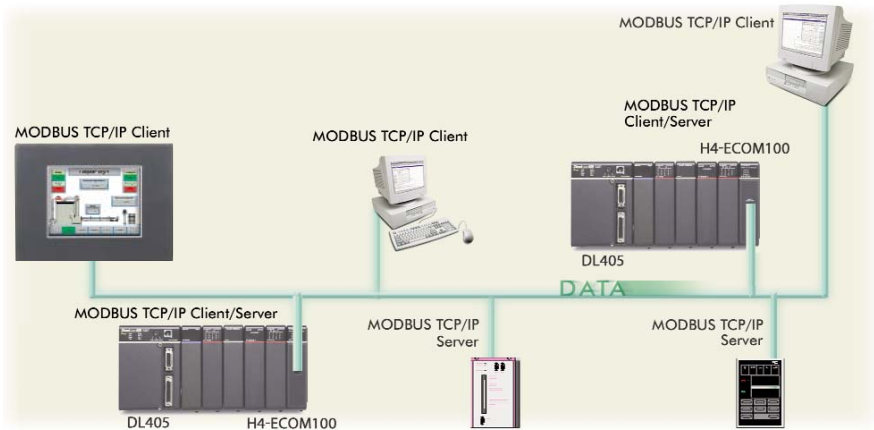 MODBUS TCP/IP Client
MODBUS TCP/IP
Client/Server
H4-ECOM100
MODBUS TCP/IP Client
MODBUS TCP/IP Client
DL405
DATA
MODBUS TCP/IP Client/Server
MODBUS TCP/IP
Server
MODBUS TCP/IP
Server
DL405
H4-ECOM100